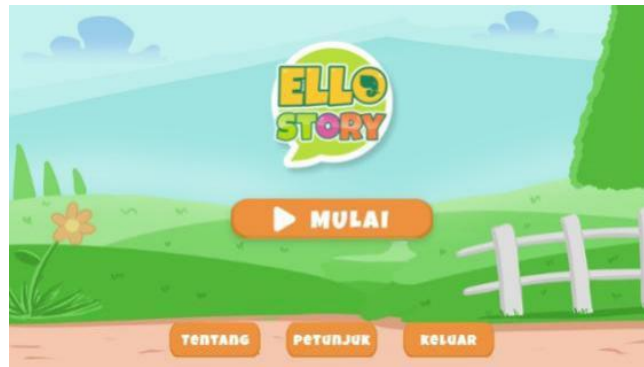 ELLO
STORY
MULAI
TENTANG
PETUNJUK
KELUAR